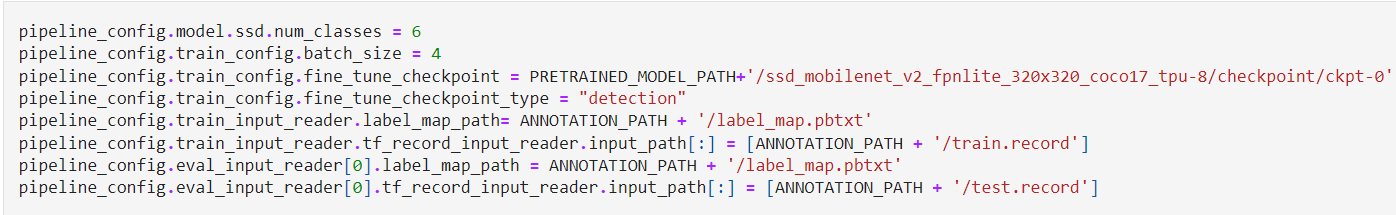 pipeline_config.model.ssd.num_classes = 6
pipeline_config.train_config.batch_size = 4
pipeline_config.train_config.fine_tune_checkpoint = PRETRAINED_MODEL_PATH+'/ssd_mobilenet_v2_fpnlite_320x320_coco17_tpu-8/checkpoint/ckpt-0'
pipeline_config.train_config.fine_tune_checkpoint_type = "detection"
pipeline_config.train_input_reader.label_map_path= ANNOTATION_PATH + '/label_map.pbtxt'
pipeline_config.train_input_reader.tf_record_input_reader.input_path[:] = [ANNOTATION_PATH + '/train.record']
pipeline_config.eval_input_reader[0].label_map_path = ANNOTATION_PATH + '/label_map.pbtxt'
pipeline_config.eval_input_reader[0].tf_record_input_reader.input_path[:] = [ANNOTATION_PATH + '/test.record']